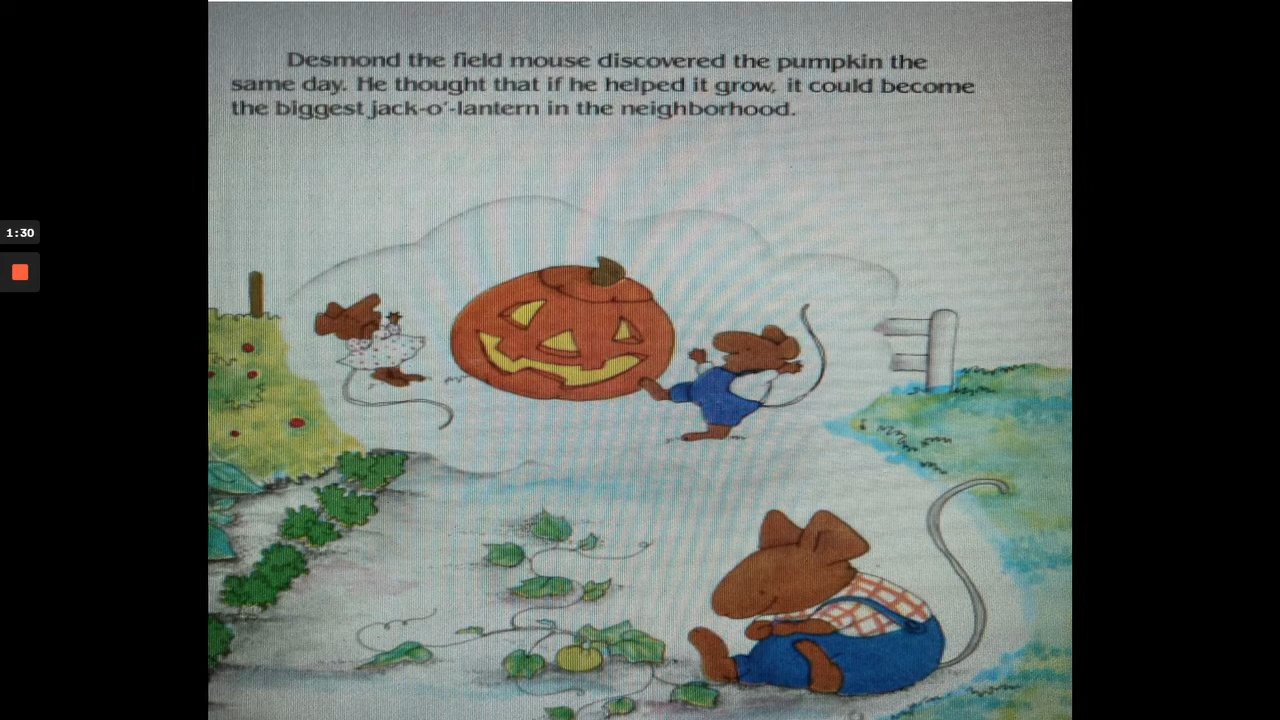 Desmond the field mouse discovered the pumpkin the
same day. He thought that if he helped it grow, it could become
the biggest jack-o'-lantern in the neighborhood.
1:30